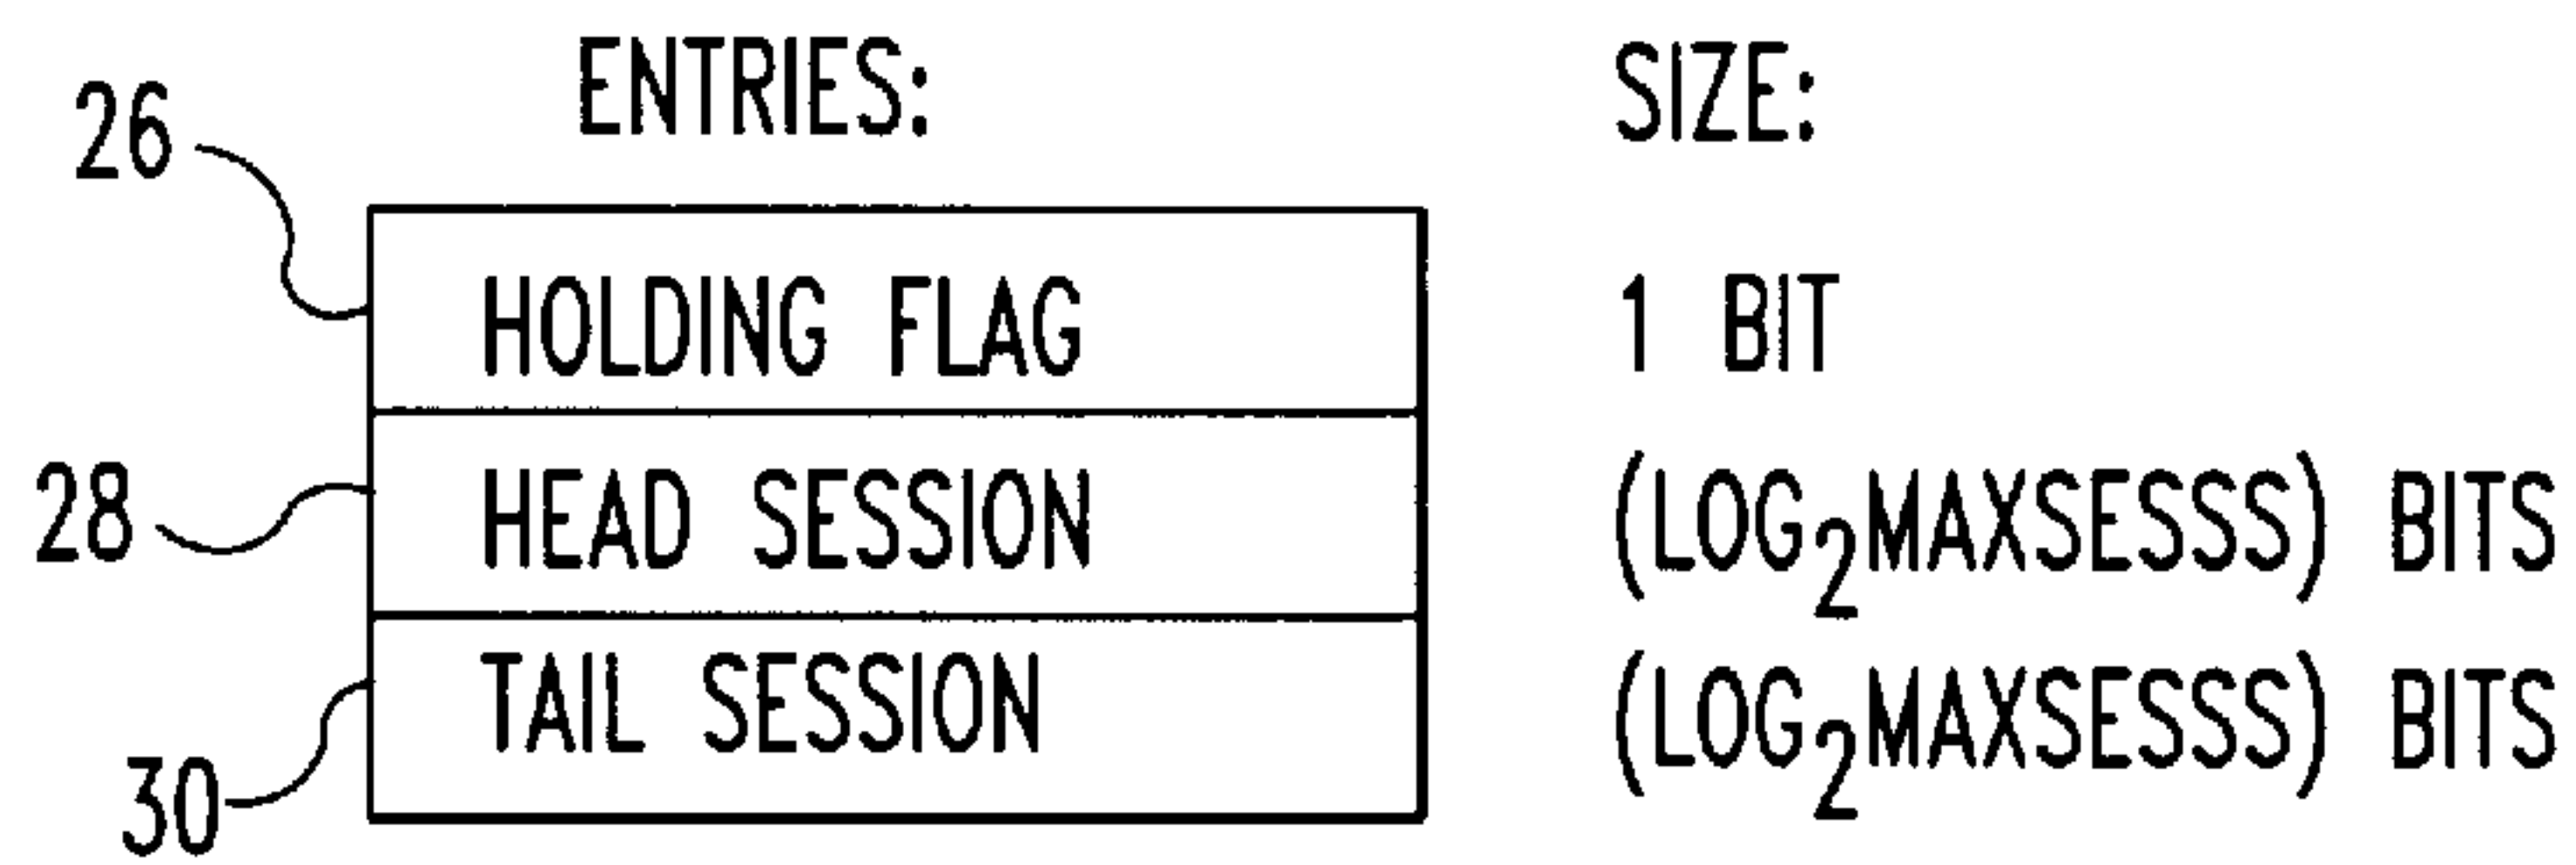 ENTRIES: SIZE:
26
HOLDING FLAG 1 BIT
28 HEAD SESSION (LOG₂MAXSESSS) BITS
TAIL SESSION (LOG₂MAXSESSS) BITS
30